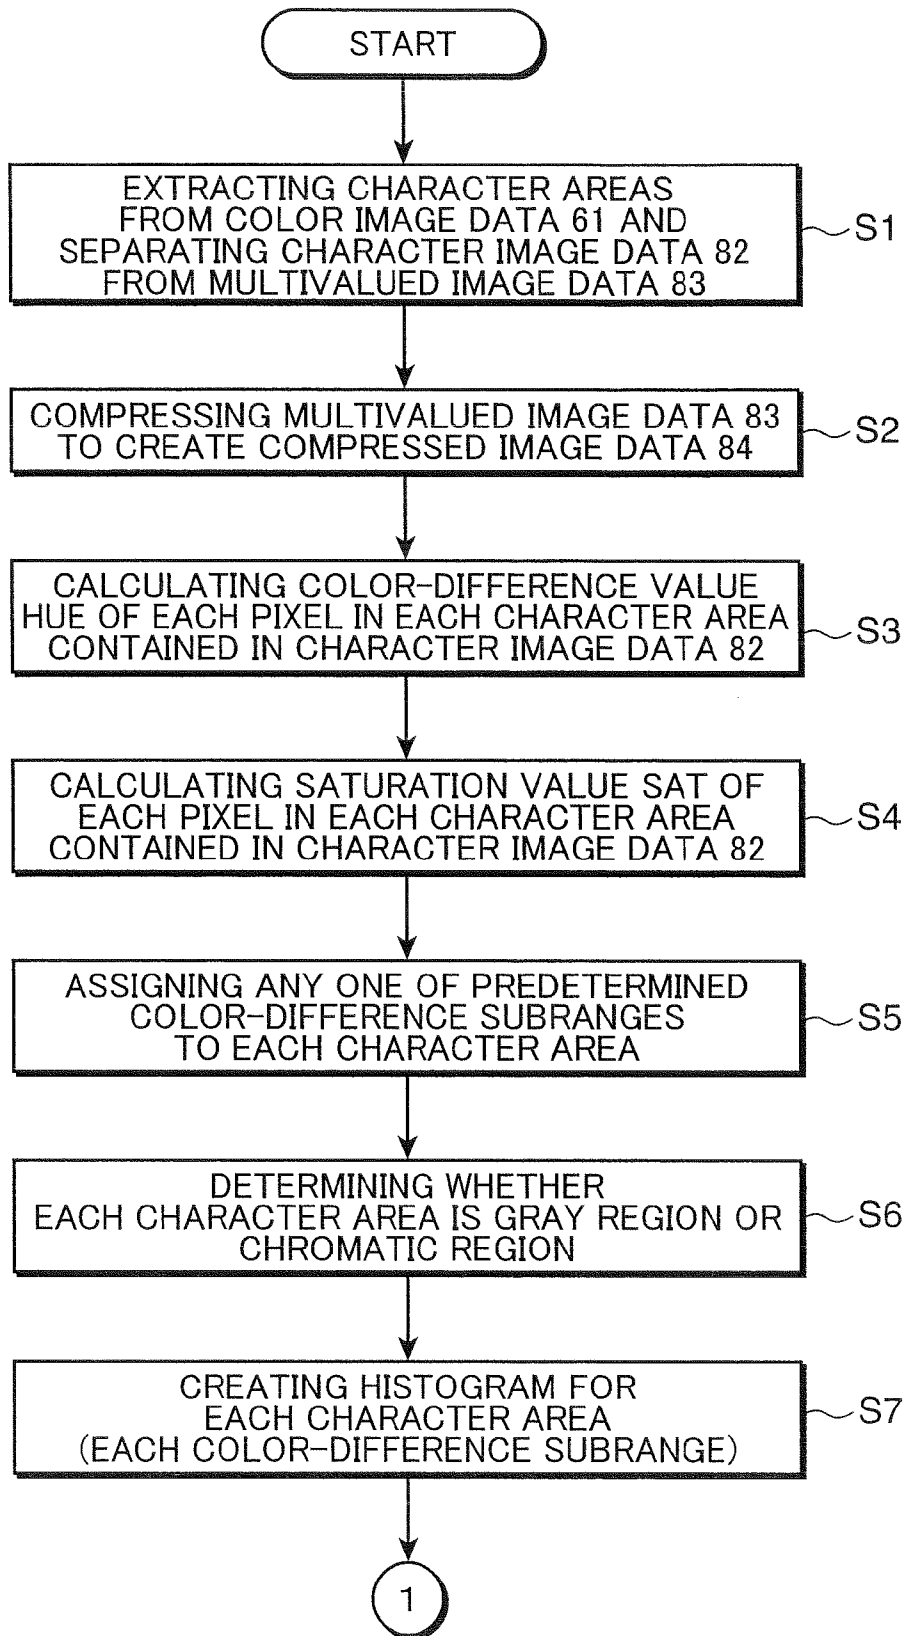 START
EXTRACTING CHARACTER AREAS
FROM COLOR IMAGE DATA 61 AND
SEPARATING CHARACTER IMAGE DATA 82
FROM MULTIVALUED IMAGE DATA 83
S1
COMPRESSING MULTIVALUED IMAGE DATA 83
TO CREATE COMPRESSED IMAGE DATA 84
S2
CALCULATING COLOR-DIFFERENCE VALUE
HUE OF EACH PIXEL IN EACH CHARACTER AREA
CONTAINED IN CHARACTER IMAGE DATA 82
S3
CALCULATING SATURATION VALUE SAT OF
EACH PIXEL IN EACH CHARACTER AREA
CONTAINED IN CHARACTER IMAGE DATA 82
S4
ASSIGNING ANY ONE OF PREDETERMINED
COLOR-DIFFERENCE SUBRANGES
TO EACH CHARACTER AREA
S5
DETERMINING WHETHER
EACH CHARACTER AREA IS GRAY REGION OR
CHROMATIC REGION
S6
CREATING HISTOGRAM FOR
EACH CHARACTER AREA
(EACH COLOR-DIFFERENCE SUBRANGE)
S7
1